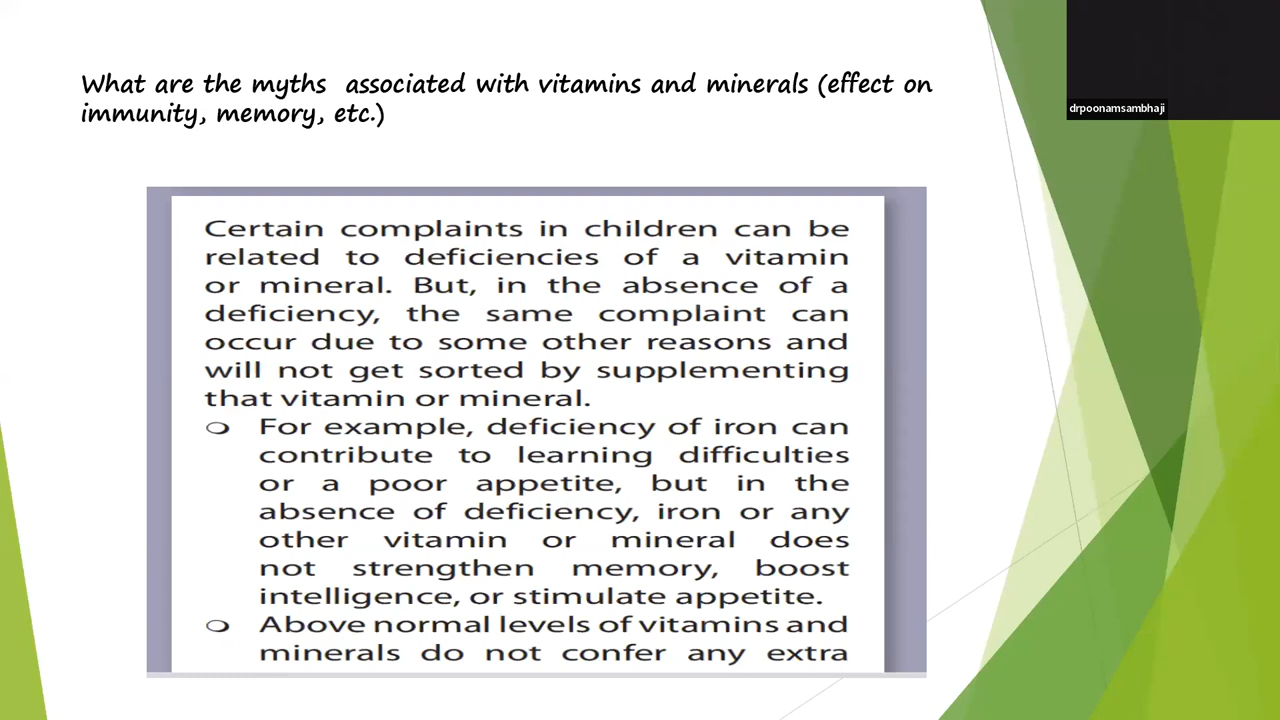 What are the myths associated with vitamins and minerals (effect on
immunity, memory, etc.)
drpoonamsambhaji
Certain complaints in children can be
related to deficiencies of a vitamin
or mineral. But, in the absence of a
deficiency, the same complaint can
occur due to some other reasons and
will not get sorted by supplementing
that vitamin or mineral.
❍ For example, deficiency of iron can
contribute to learning difficulties
or a poor appetite, but in the
absence of deficiency, iron or any
other vitamin or mineral does
not strengthen memory, boost
intelligence, or stimulate appetite.
❍ Above normal levels of vitamins and
minerals do not confer any extra